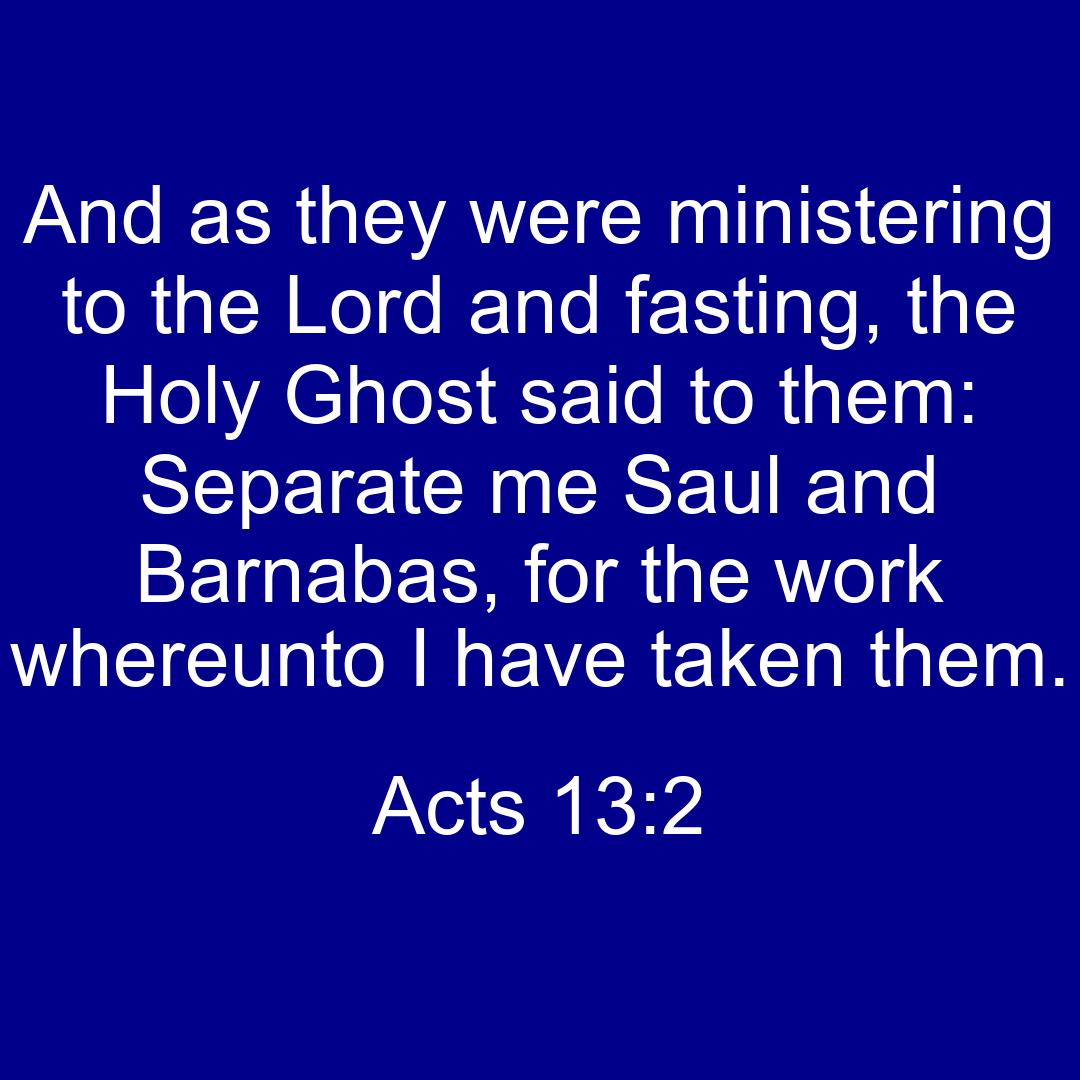 And as they were ministering
to the Lord and fasting, the
Holy Ghost said to them:
Separate me Saul and
Barnabas, for the work
whereunto I have taken them.
Acts 13:2